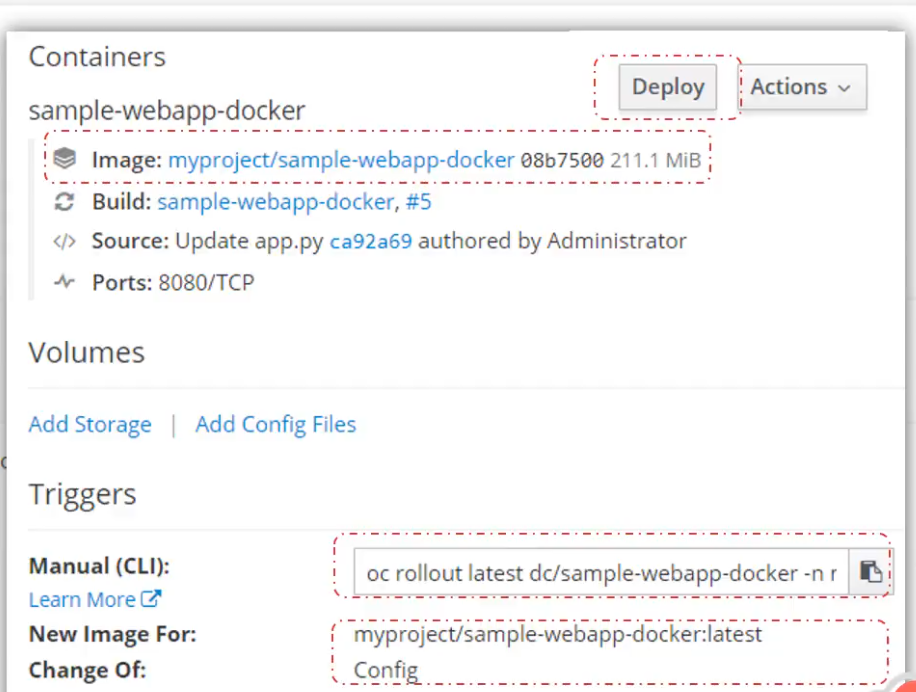 Containers
Deploy
Actions
sample-webapp-docker
Image: myproject/sample-webapp-docker 08b7500 211.1 MiB
Build: sample-webapp-docker, #5
Source: Update app.py ca92a69 authored by Administrator
Ports: 8080/TCP
Volumes
Add Storage | Add Config Files
Triggers
Manual (CLI):
oc rollout latest dc/sample-webapp-docker -n
Learn More
New Image For:
myproject/sample-webapp-docker:latest
Change Of:
Config